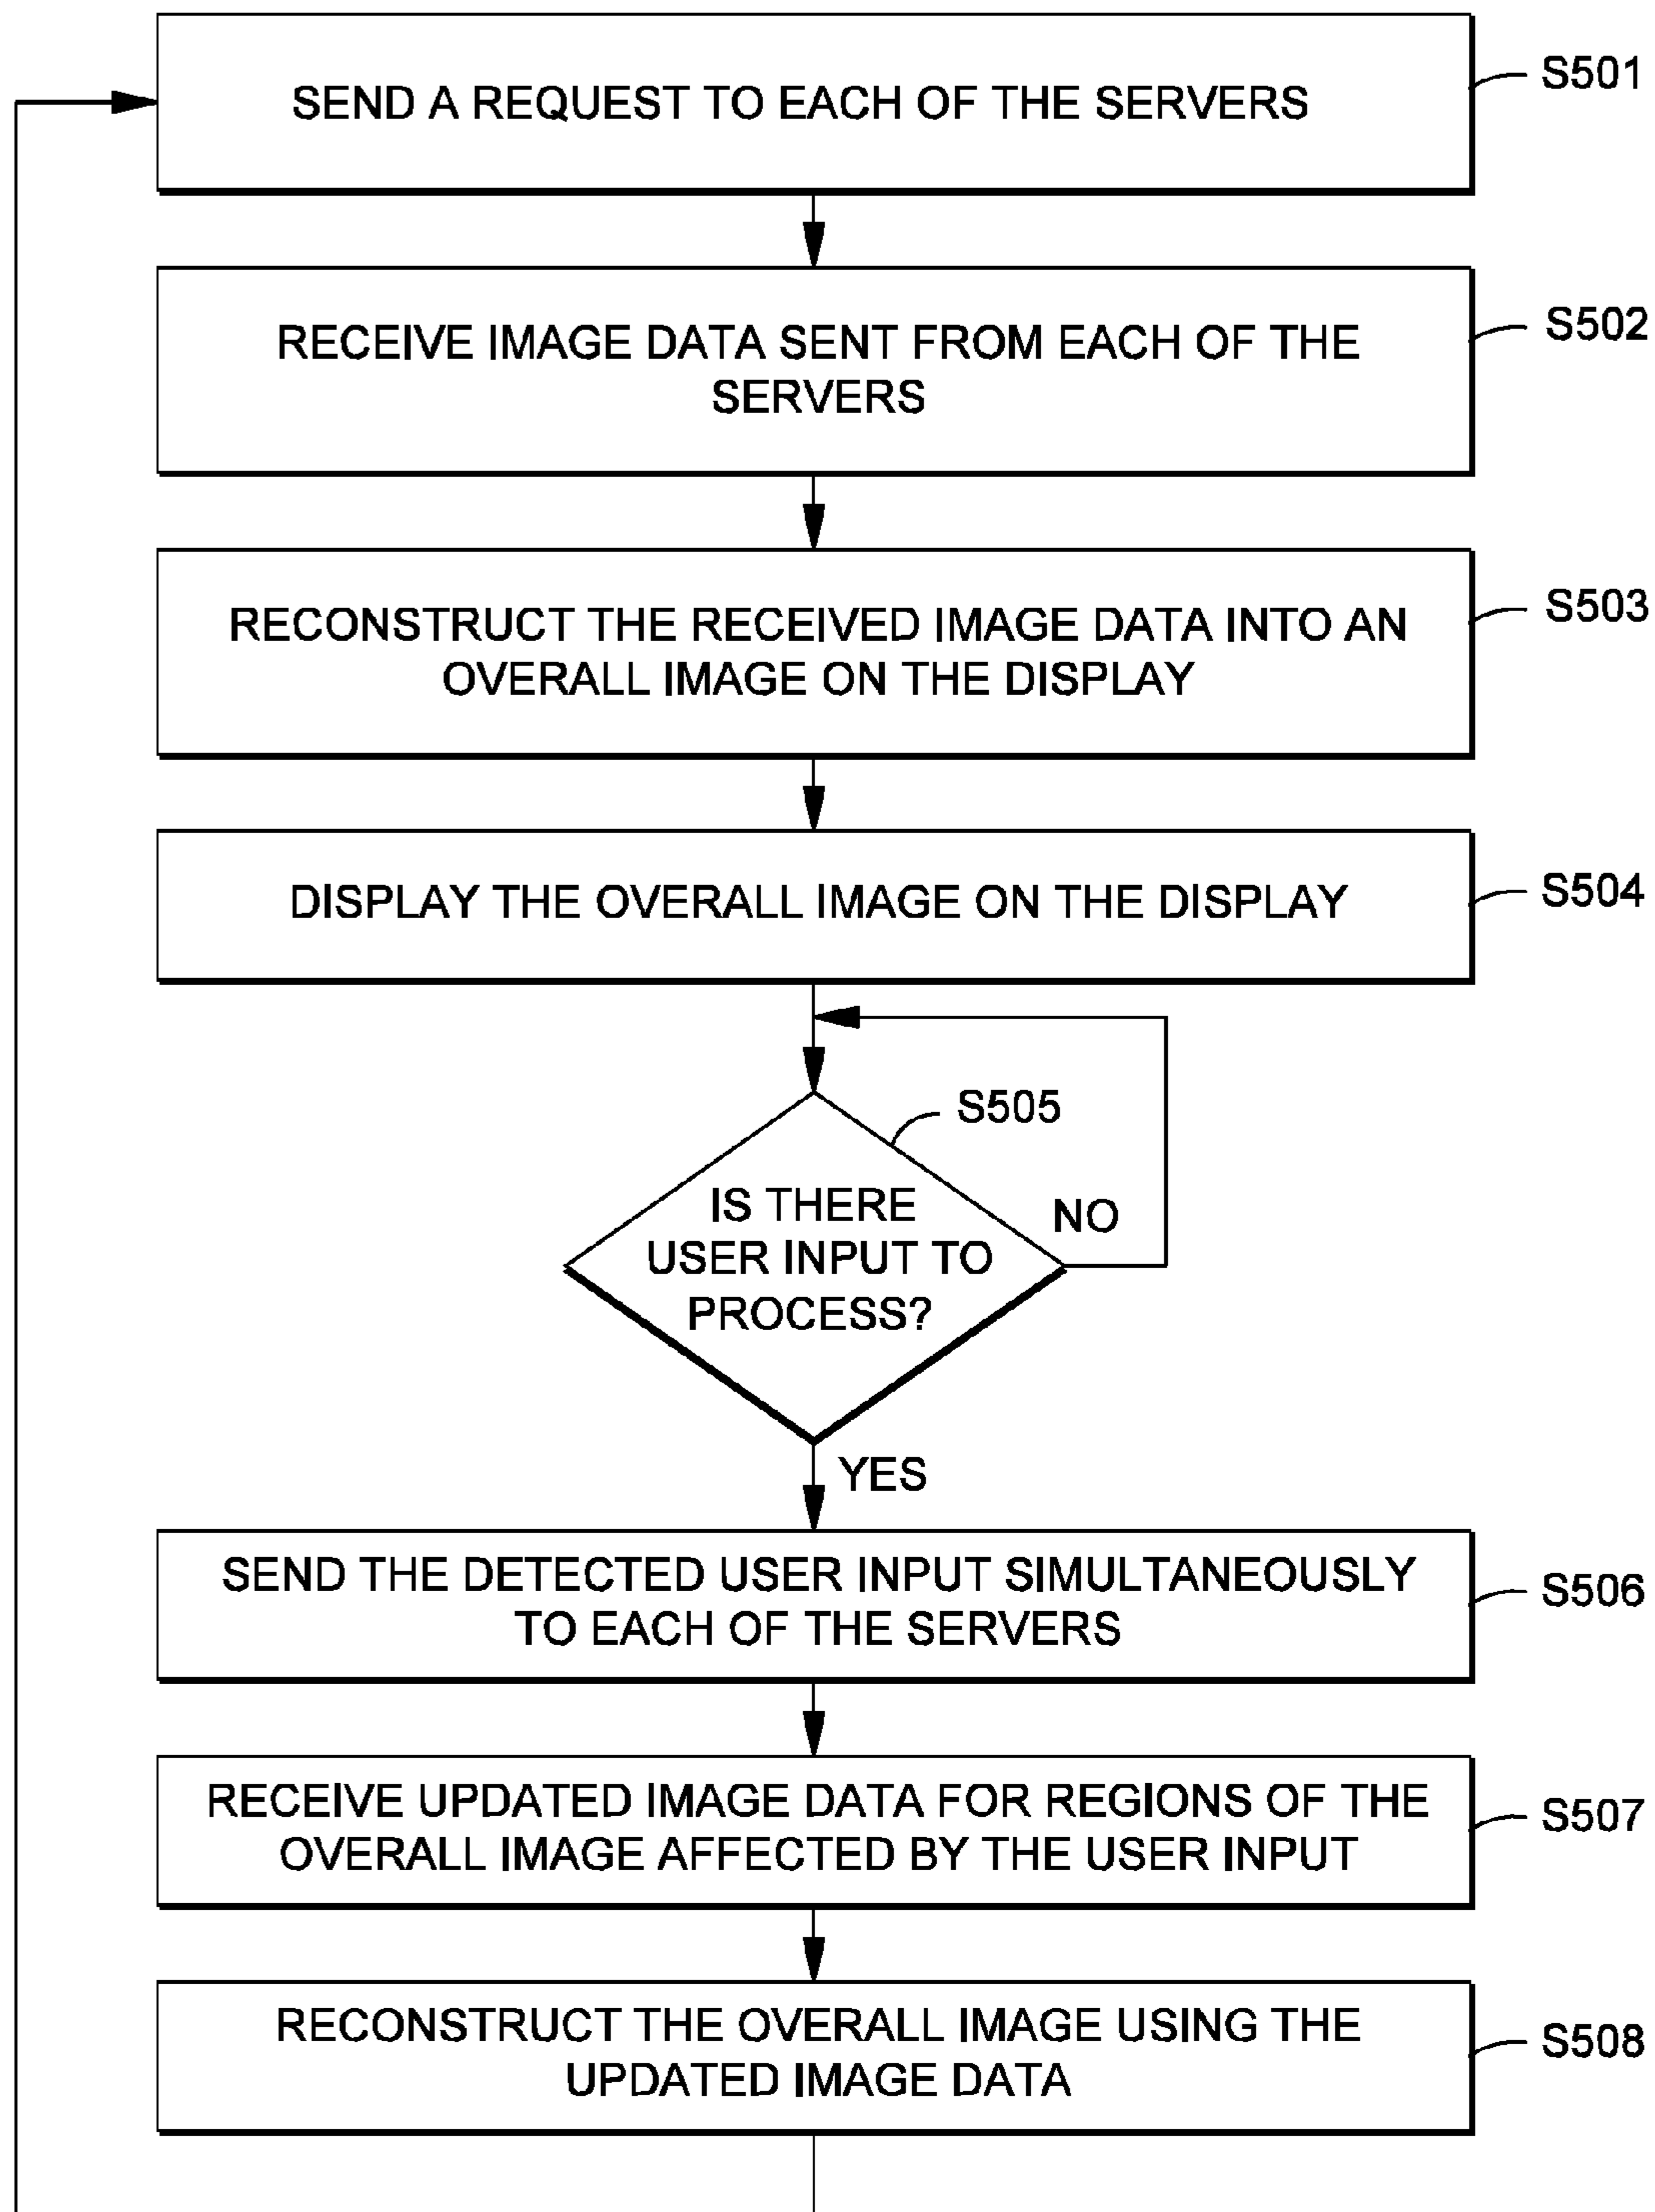 SEND A REQUEST TO EACH OF THE SERVERS
S501
RECEIVE IMAGE DATA SENT FROM EACH OF THE
SERVERS
S502
RECONSTRUCT THE RECEIVED IMAGE DATA INTO AN
OVERALL IMAGE ON THE DISPLAY
S503
DISPLAY THE OVERALL IMAGE ON THE DISPLAY
S504
S505
IS THERE
USER INPUT TO
PROCESS?
NO
YES
SEND THE DETECTED USER INPUT SIMULTANEOUSLY
TO EACH OF THE SERVERS
S506
RECEIVE UPDATED IMAGE DATA FOR REGIONS OF THE
OVERALL IMAGE AFFECTED BY THE USER INPUT
S507
RECONSTRUCT THE OVERALL IMAGE USING THE
UPDATED IMAGE DATA
S508